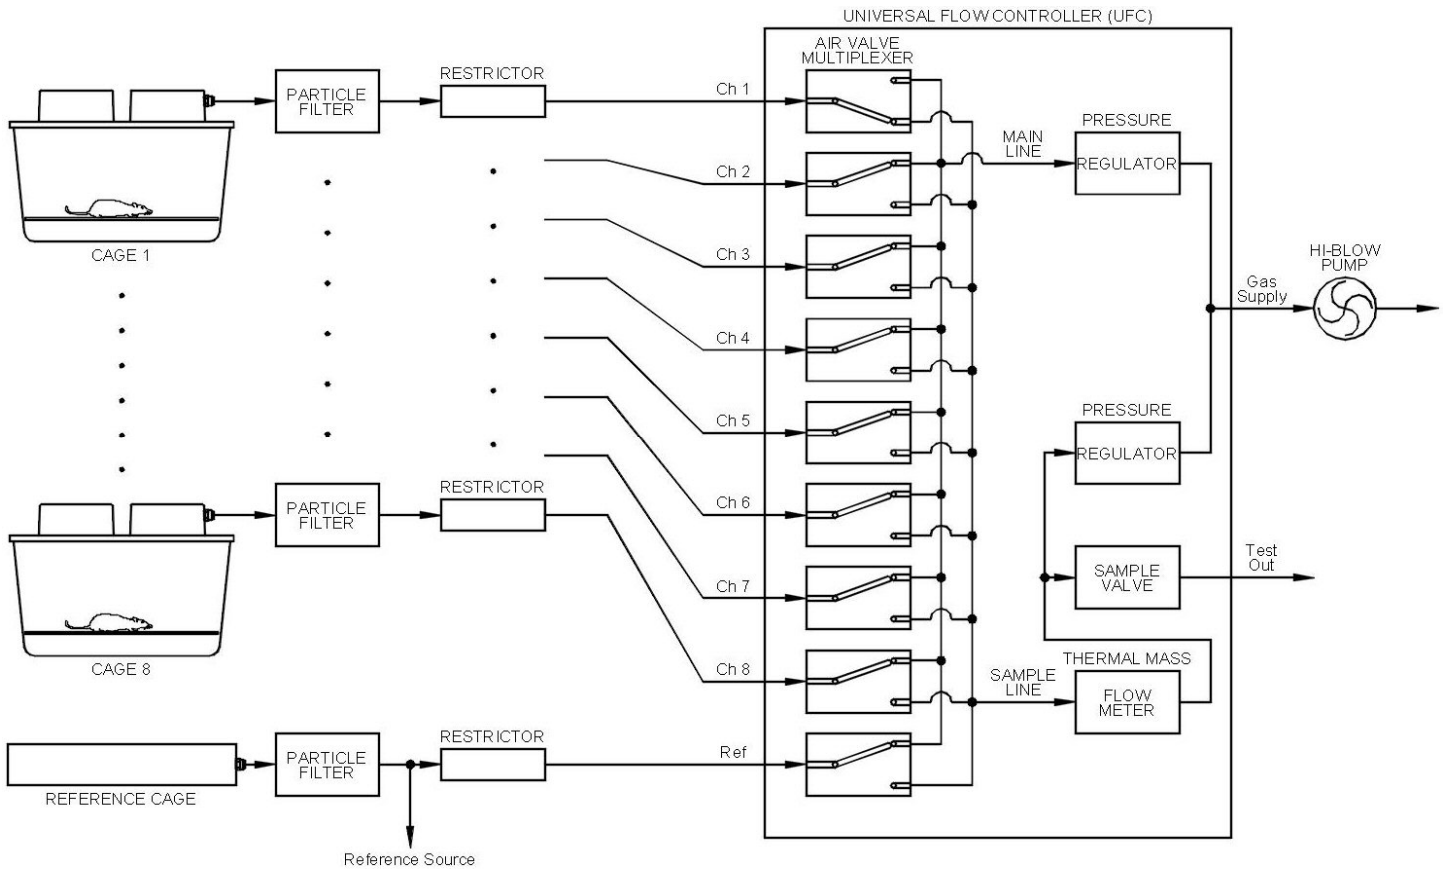 UNIVERSAL FLOW CONTROLLER (UFC)
AIR VALVE
MULTIPLEXER
RESTRICTOR
PARTICLE
FILTER
Ch 1
CAGE 1
PRESSURE
REGULATOR
MAIN
LINE
Ch 2
Ch 3
HI-BLOW
PUMP
Gas
Supply
Ch 4
PRESSURE
REGULATOR
Ch 5
RESTRICTOR
PARTICLE
FILTER
Ch 6
Test
Out
SAMPLE
VALVE
Ch 7
CAGE 8
Ch 8
THERMAL MASS
FLOW
METER
SAMPLE
LINE
RESTRICTOR
PARTICLE
FILTER
Ref
REFERENCE CAGE
Reference Source